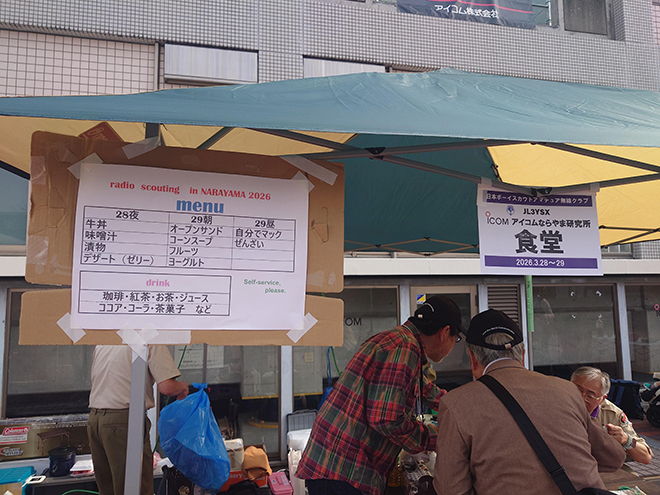 アイコム株式会社
radio scouting in NARAYAMA 2026
menu
28夜 29朝 29昼
牛丼 オープンサンド 自分でマック
味噌汁 コーンスープ ぜんざい
漬物 フルーツ
デザート（ゼリー） ヨーグルト
drink
珈琲・紅茶・お茶・ジュース
ココア・コーラ・茶菓子 など
Self-service, please.
日本ボーイスカウトアマチュア無線クラブ
JL3YSX
ICOM アイコムならやま研究所
食堂
2026.3.28～29
COM
Coleman